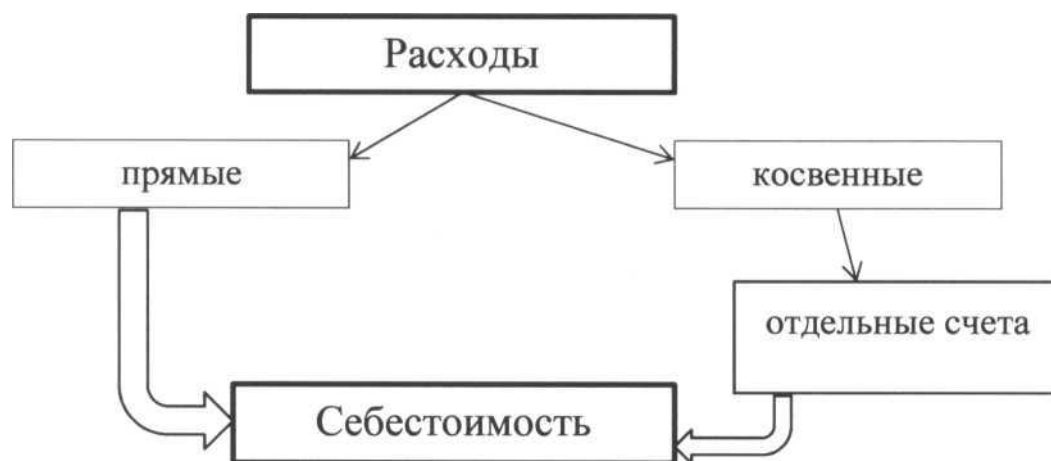 Расходы
прямые
косвенные
отдельные счета
Себестоимость